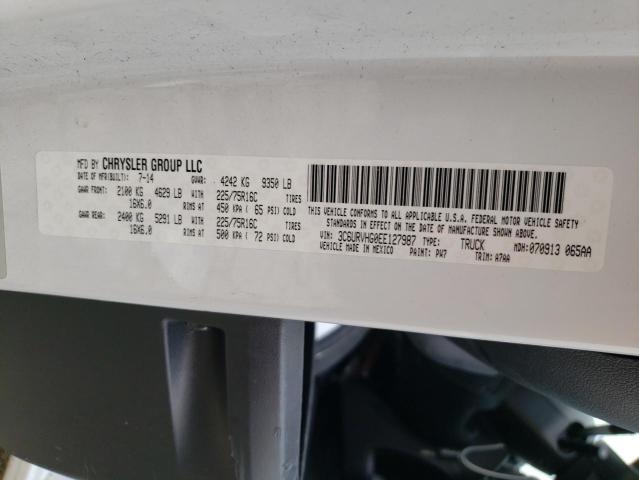 MFD BY CHRYSLER GROUP LLC
DATE OF MFR(BUILT): 7-14 GVWR: 4242 KG 9350 LB
GAWR FRONT: 2100 KG 4629 LB WITH 225/75R16C TIRES
16X6.0 RIMS AT 450 KPA ( 65 PSI) COLD
GAWR REAR: 2400 KG 5291 LB WITH 225/75R16C TIRES
16X6.0 RIMS AT 500 KPA ( 72 PSI) COLD
THIS VEHICLE CONFORMS TO ALL APPLICABLE U.S.A. FEDERAL MOTOR VEHICLE SAFETY
STANDARDS IN EFFECT ON THE DATE OF MANUFACTURE SHOWN ABOVE.
VIN: 3C6URVHG0EE127987 TYPE: TRUCK MDH: 070913 065AA
VEHICLE MADE IN MEXICO PAINT: PW7 TRIM: A7AA